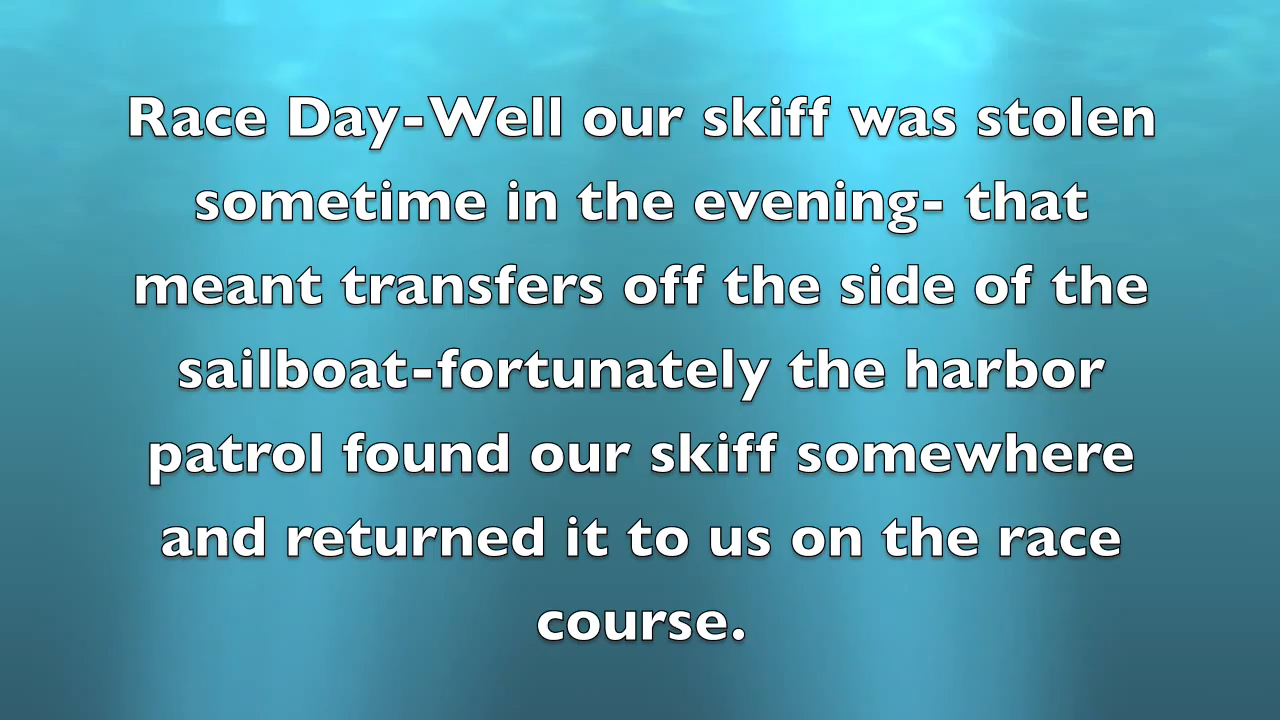 Race Day-Well our skiff was stolen
sometime in the evening- that
meant transfers off the side of the
sailboat-fortunately the harbor
patrol found our skiff somewhere
and returned it to us on the race
course.